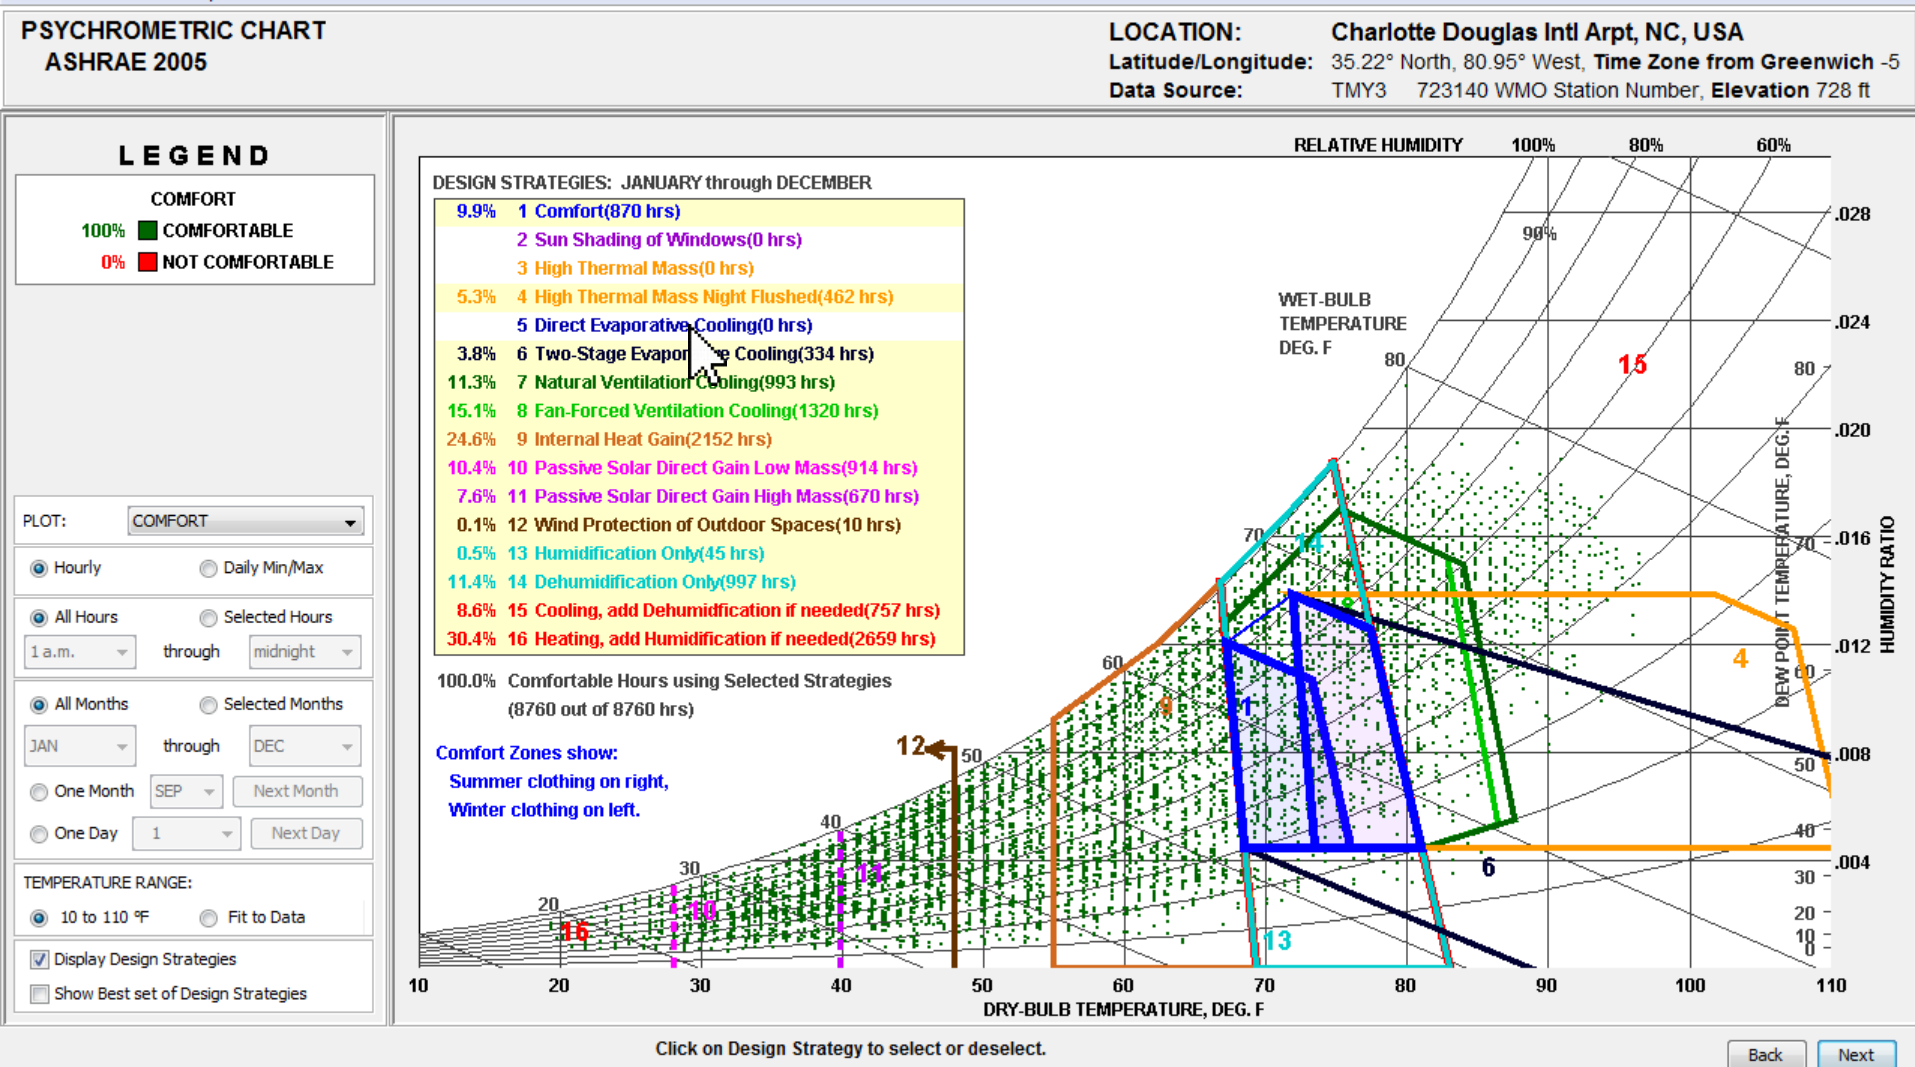 PSYCHROMETRIC CHART
ASHRAE 2005
LOCATION: Charlotte Douglas Intl Arpt, NC, USA
Latitude/Longitude: 35.22° North, 80.95° West, Time Zone from Greenwich -5
Data Source: TMY3 723140 WMO Station Number, Elevation 728 ft
LEGEND
COMFORT
100% COMFORTABLE
0% NOT COMFORTABLE
PLOT: COMFORT
Hourly Daily Min/Max
All Hours Selected Hours
1 a.m. through midnight
All Months Selected Months
JAN through DEC
One Month SEP Next Month
One Day 1 Next Day
TEMPERATURE RANGE:
10 to 110 °F Fit to Data
Display Design Strategies
Show Best set of Design Strategies
RELATIVE HUMIDITY 100% 80% 60%
90%
DESIGN STRATEGIES: JANUARY through DECEMBER
9.9% 1 Comfort(870 hrs)
2 Sun Shading of Windows(0 hrs)
3 High Thermal Mass(0 hrs)
5.3% 4 High Thermal Mass Night Flushed(462 hrs)
5 Direct Evaporative Cooling(0 hrs)
3.8% 6 Two-Stage Evaporative Cooling(334 hrs)
11.3% 7 Natural Ventilation Cooling(993 hrs)
15.1% 8 Fan-Forced Ventilation Cooling(1320 hrs)
24.6% 9 Internal Heat Gain(2152 hrs)
10.4% 10 Passive Solar Direct Gain Low Mass(914 hrs)
7.6% 11 Passive Solar Direct Gain High Mass(670 hrs)
0.1% 12 Wind Protection of Outdoor Spaces(10 hrs)
0.5% 13 Humidification Only(45 hrs)
11.4% 14 Dehumidification Only(997 hrs)
8.6% 15 Cooling, add Dehumidfication if needed(757 hrs)
30.4% 16 Heating, add Humidification if needed(2659 hrs)
100.0% Comfortable Hours using Selected Strategies
(8760 out of 8760 hrs)
Comfort Zones show:
Summer clothing on right,
Winter clothing on left.
WET-BULB
TEMPERATURE
DEG. F
20
30
40
50
60
70
80
16
10
11
12
9
1
14
8
13
6
4
15
.028
.024
.020
.016
.012
.008
.004
HUMIDITY RATIO
DEW POINT TEMPERATURE, DEG. F
80
70
60
50
40
30
20
10
0
10 20 30 40 50 60 70 80 90 100 110
DRY-BULB TEMPERATURE, DEG. F
Click on Design Strategy to select or deselect.
Back Next